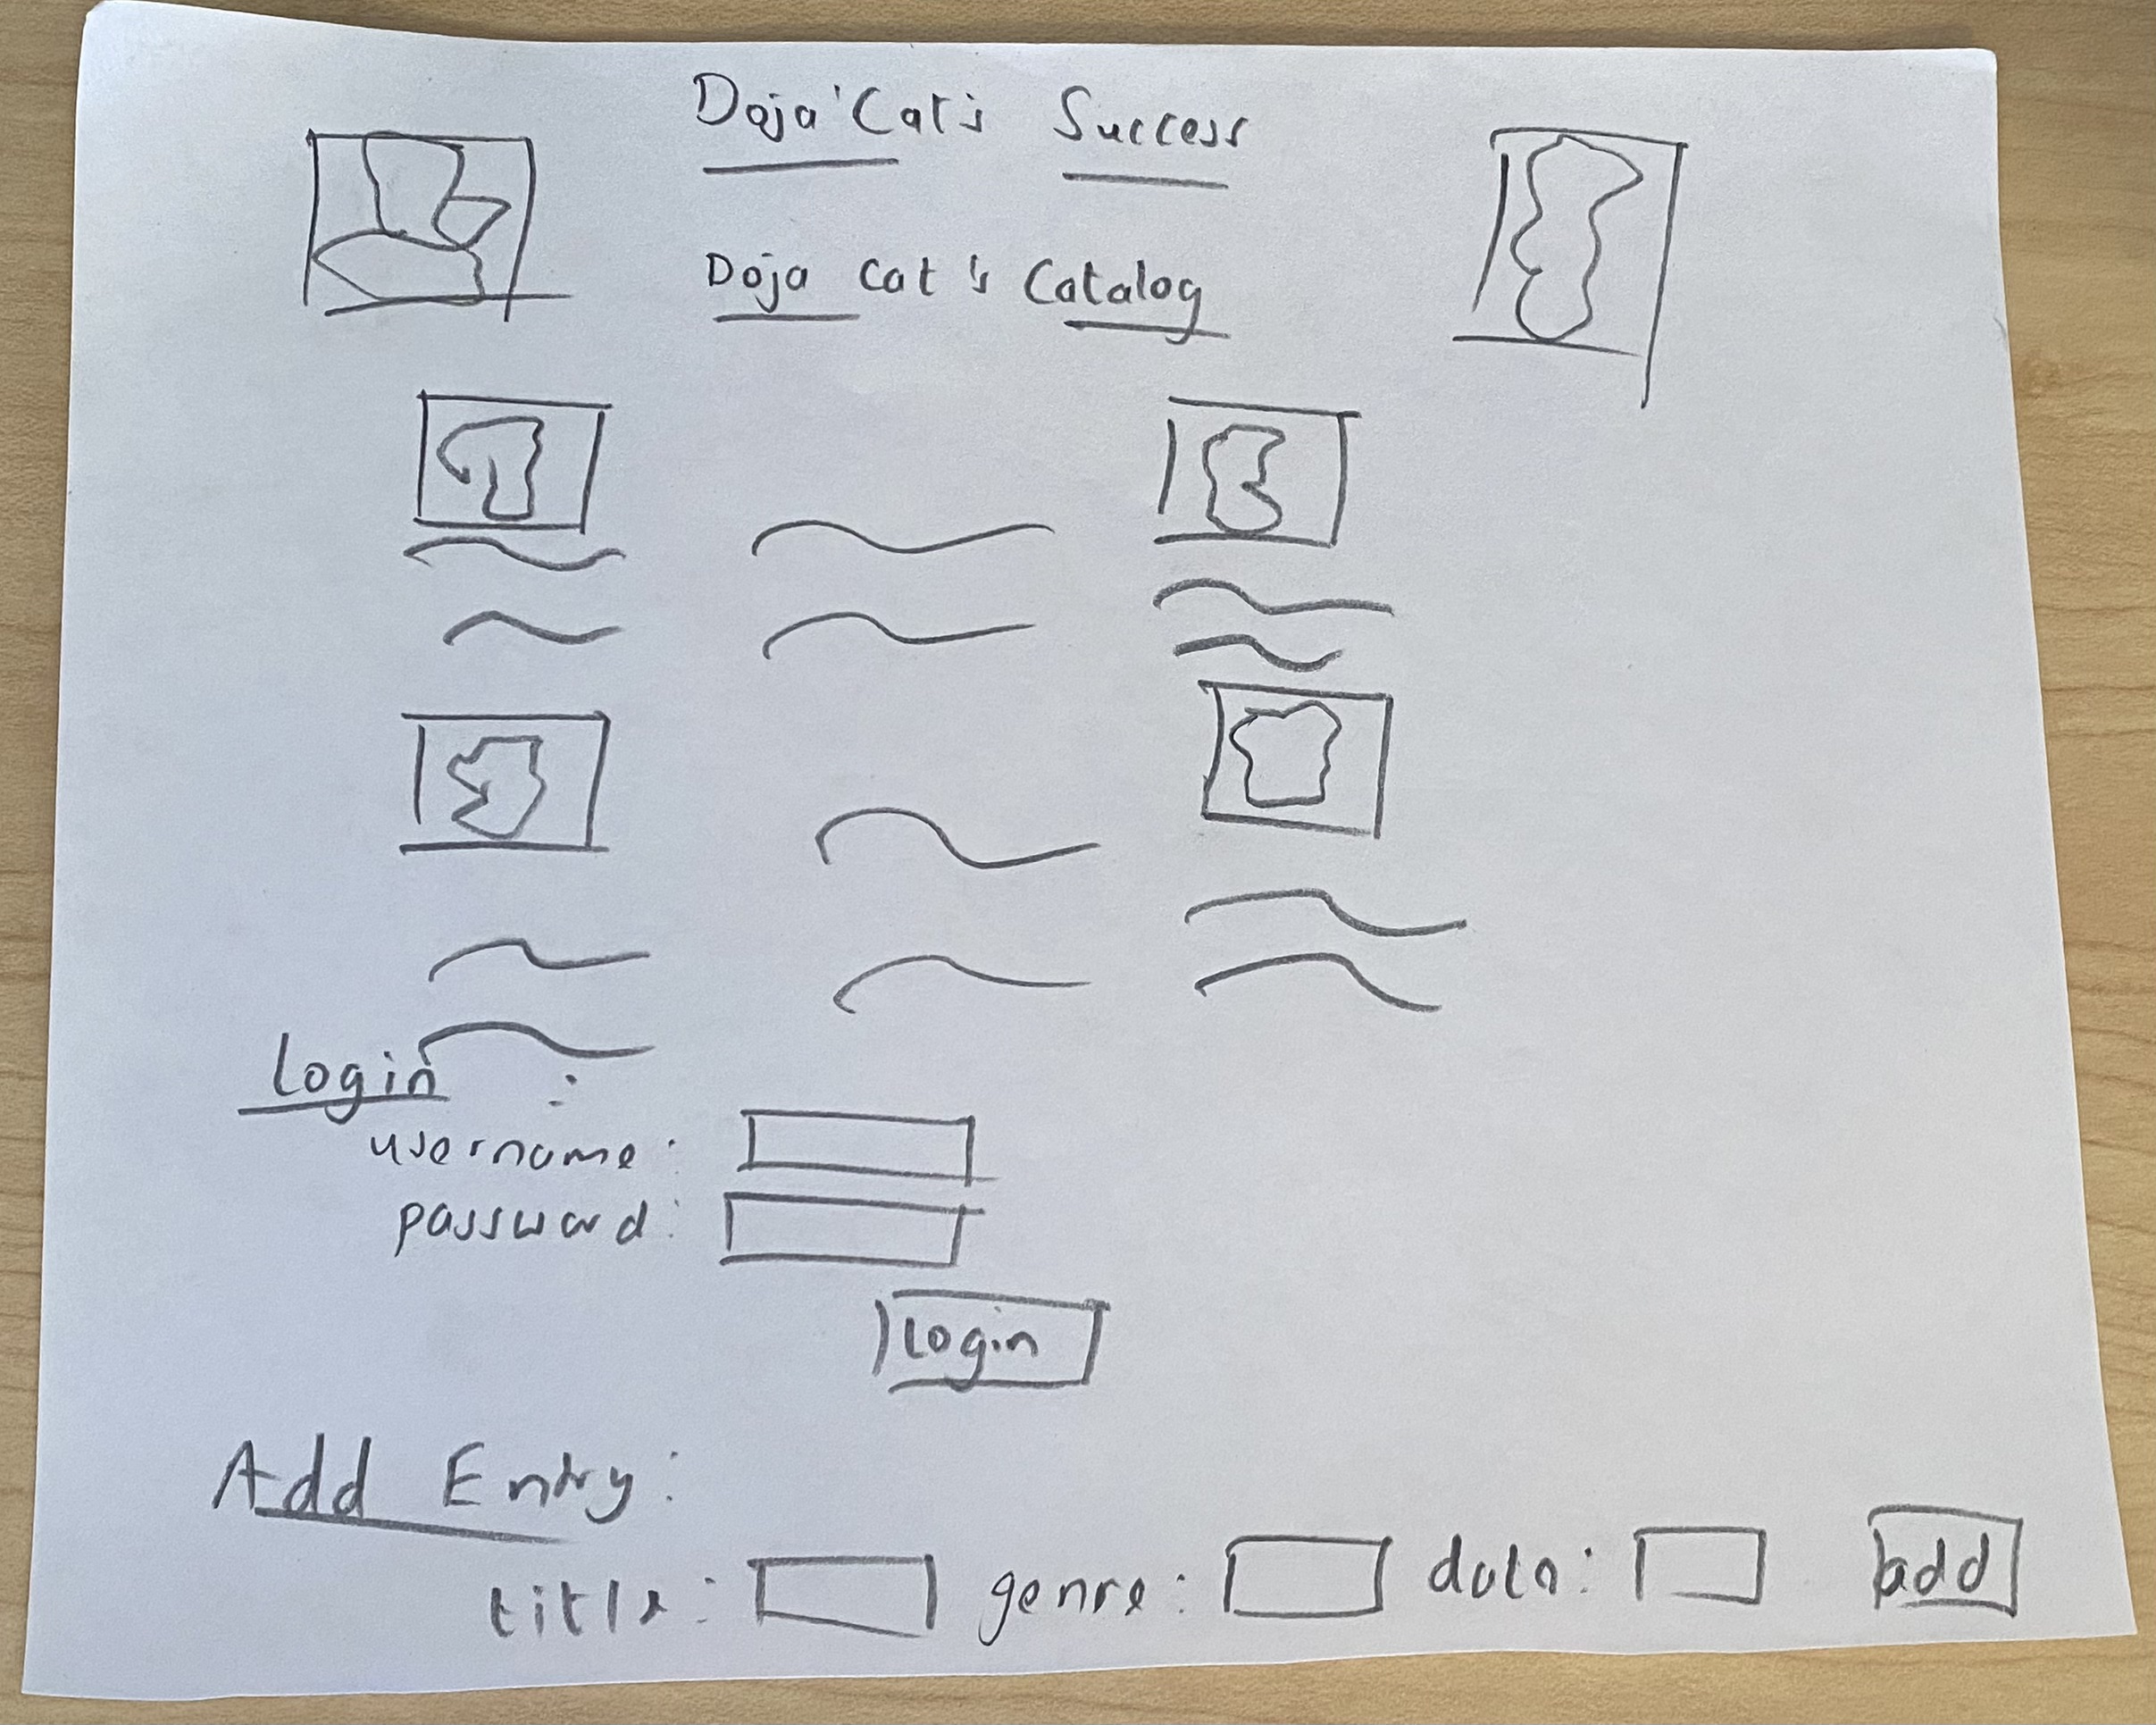 Doja Cat's Success
Doja Cat's Catalog
Login:
username:
password:
Login
Add Entry:
title: genre: date: add